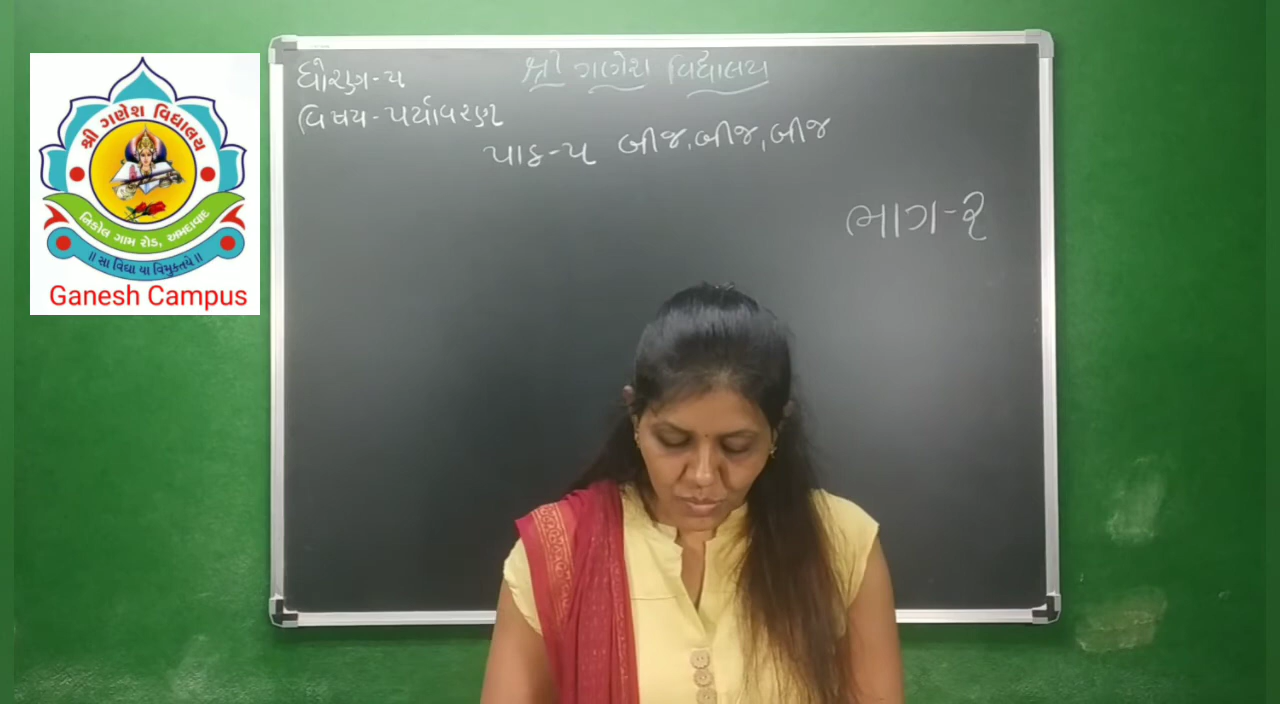 શ્રી ગણેશ વિદ્યાલય
ધોરણ-૫
વિષય-પર્યાવરણ
પાઠ-૫ બીજ,બીજ,બીજ
ભાગ-૨
શ્રી ગણેશ વિદ્યાલય
નિકોલ ગામ રોડ, અમદાવાદ
॥ સા વિદ્યા યા વિમુક્તયે ॥
Ganesh Campus